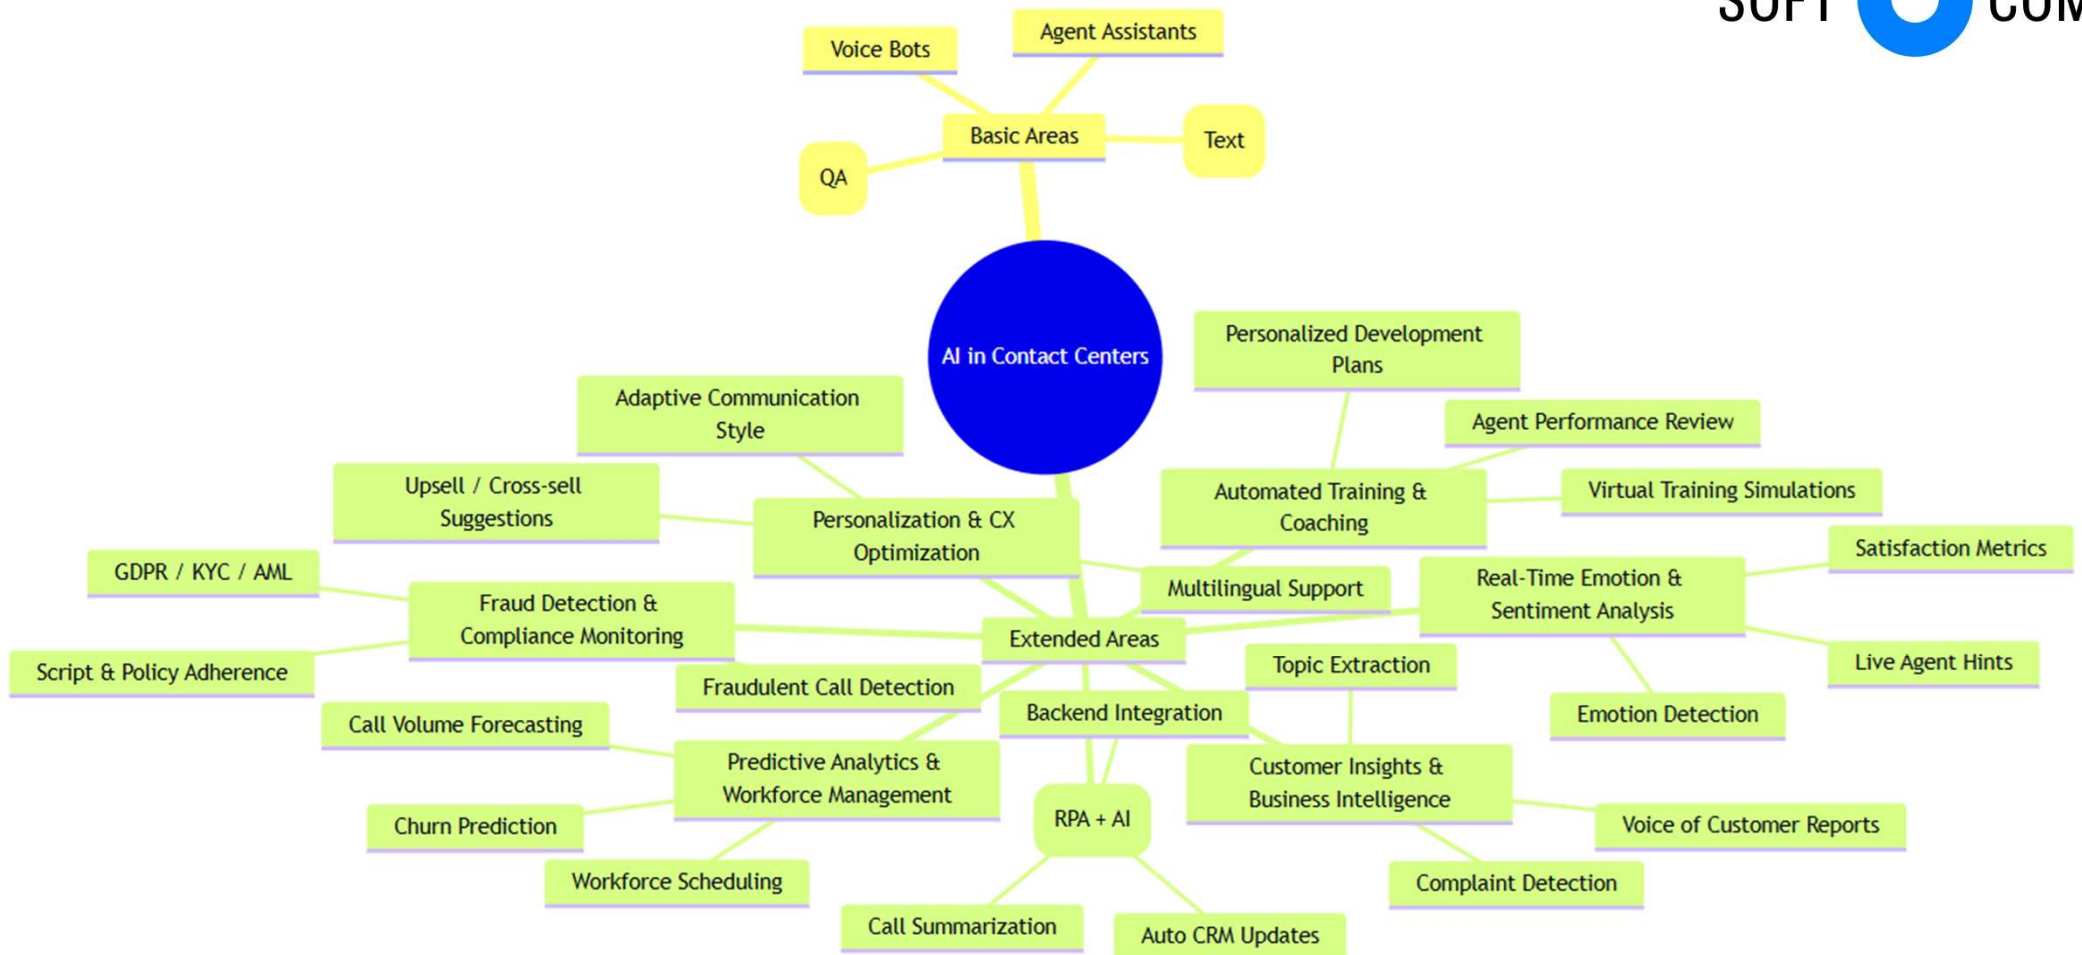 Voice Bots
Agent Assistants
Basic Areas
Text
QA
AI in Contact Centers
Personalized Development
Plans
Adaptive Communication
Style
Agent Performance Review
Upsell / Cross-sell
Suggestions
Automated Training &
Coaching
Virtual Training Simulations
Personalization & CX
Optimization
Satisfaction Metrics
GDPR / KYC / AML
Real-Time Emotion &
Sentiment Analysis
Multilingual Support
Fraud Detection &
Compliance Monitoring
Extended Areas
Script & Policy Adherence
Topic Extraction
Live Agent Hints
Fraudulent Call Detection
Backend Integration
Emotion Detection
Call Volume Forecasting
Predictive Analytics &
Workforce Management
Customer Insights &
Business Intelligence
Churn Prediction
RPA + AI
Voice of Customer Reports
Workforce Scheduling
Complaint Detection
Call Summarization
Auto CRM Updates